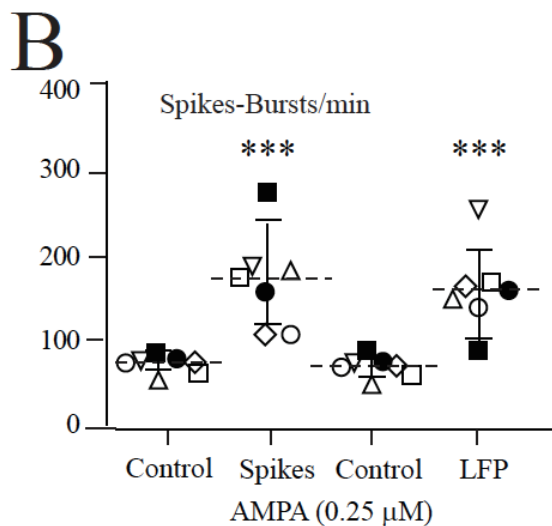 B
400
Spikes-Bursts/min
*** ***
300
200
100
0
Control Spikes Control LFP
AMPA (0.25 μM)